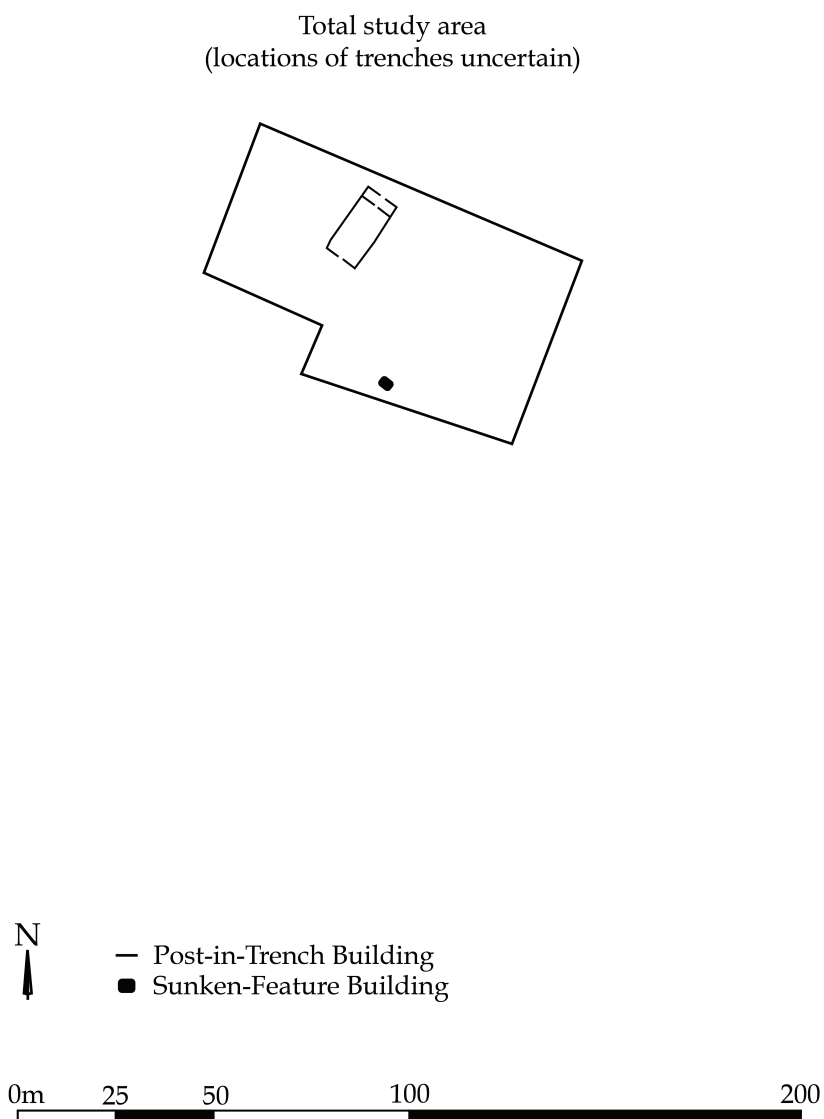 Total study area
(locations of trenches uncertain)
N
Post-in-Trench Building
Sunken-Feature Building
0m 25 50 100 200